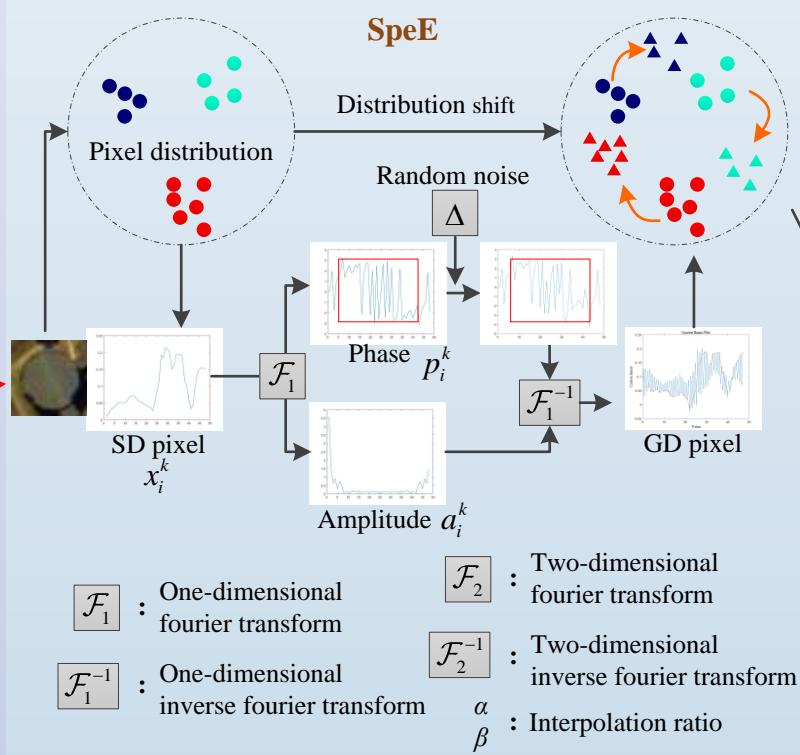 SpeE
Distribution shift
Pixel distribution
Random noise
Δ
Phase p_i^k
ℱ₁
ℱ₁⁻¹
SD pixel
x_i^k
GD pixel
Amplitude a_i^k
ℱ₁ : One-dimensional
fourier transform
ℱ₂ : Two-dimensional
fourier transform
ℱ₁⁻¹ : One-dimensional
inverse fourier transform
ℱ₂⁻¹ : Two-dimensional
inverse fourier transform
α
β : Interpolation ratio